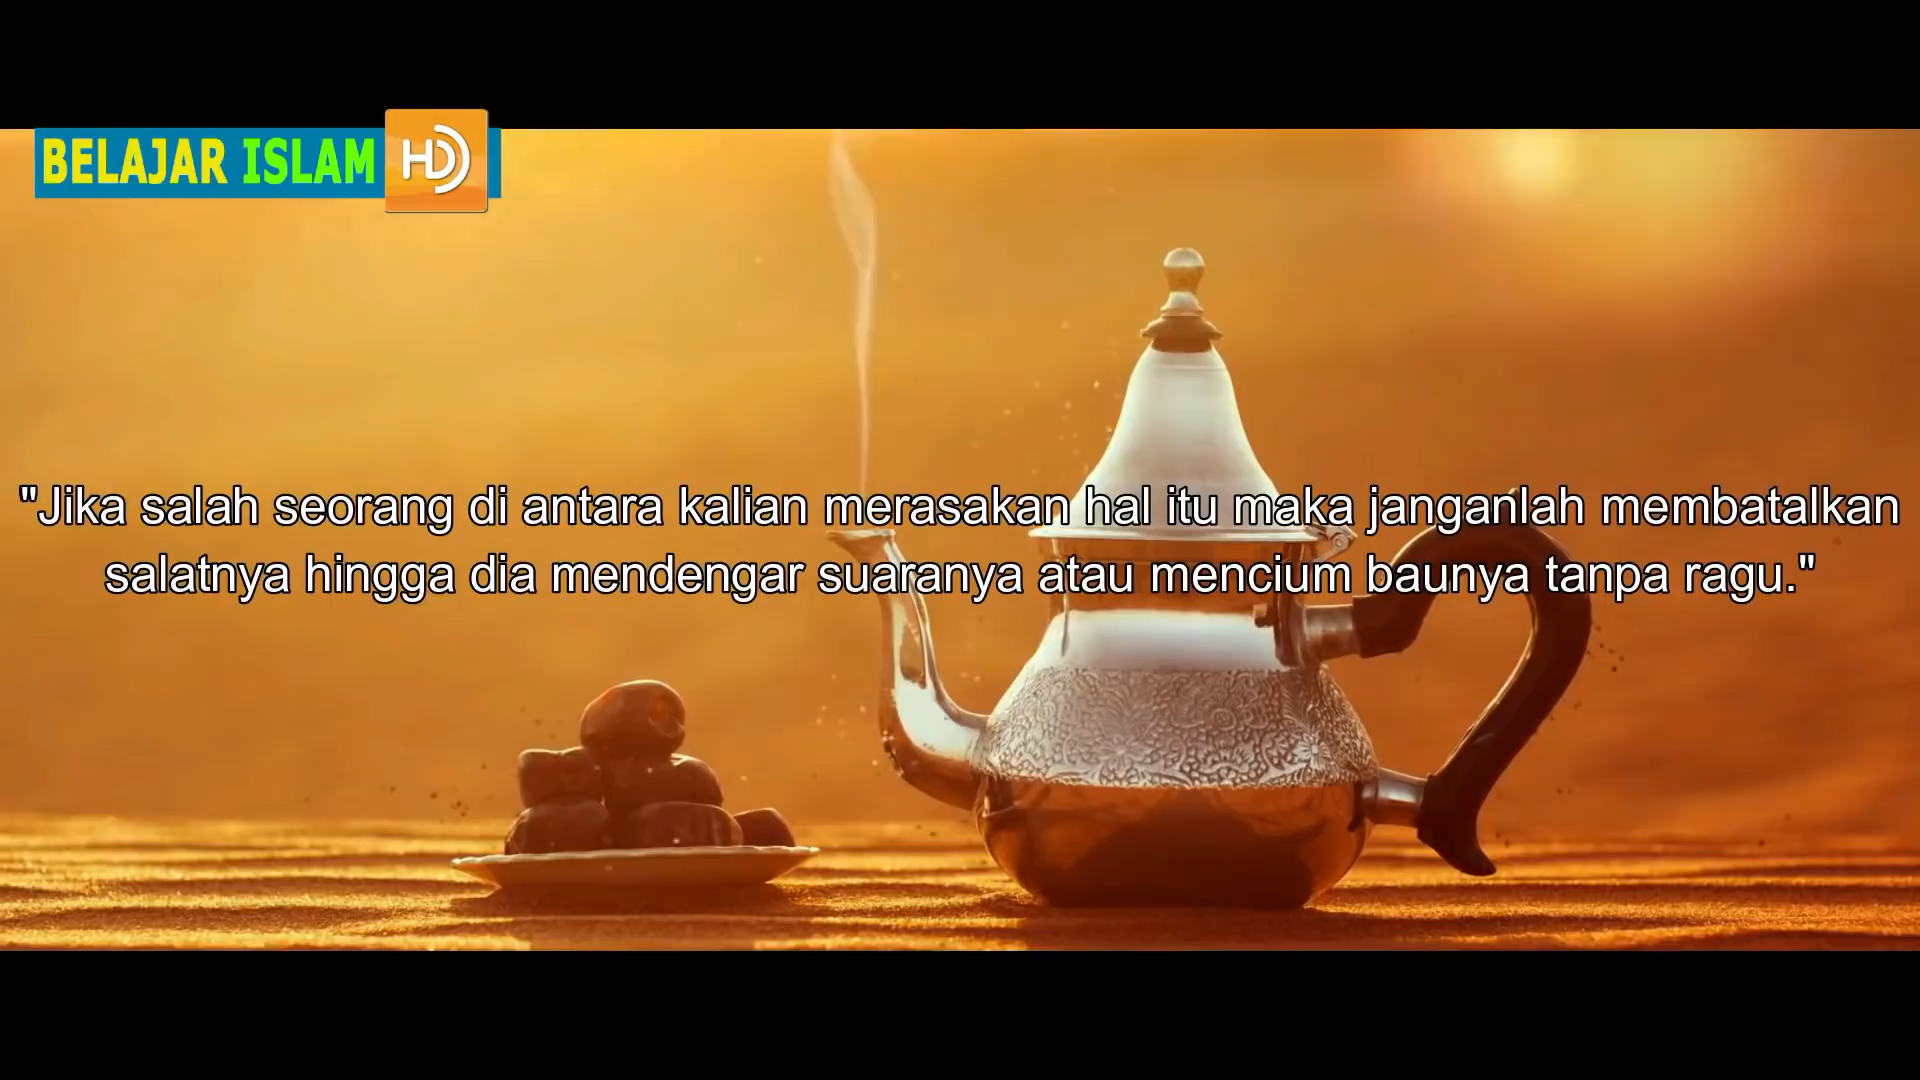 BELAJAR ISLAM HD
"Jika salah seorang di antara kalian merasakan hal itu maka janganlah membatalkan
salatnya hingga dia mendengar suaranya atau mencium baunya tanpa ragu."